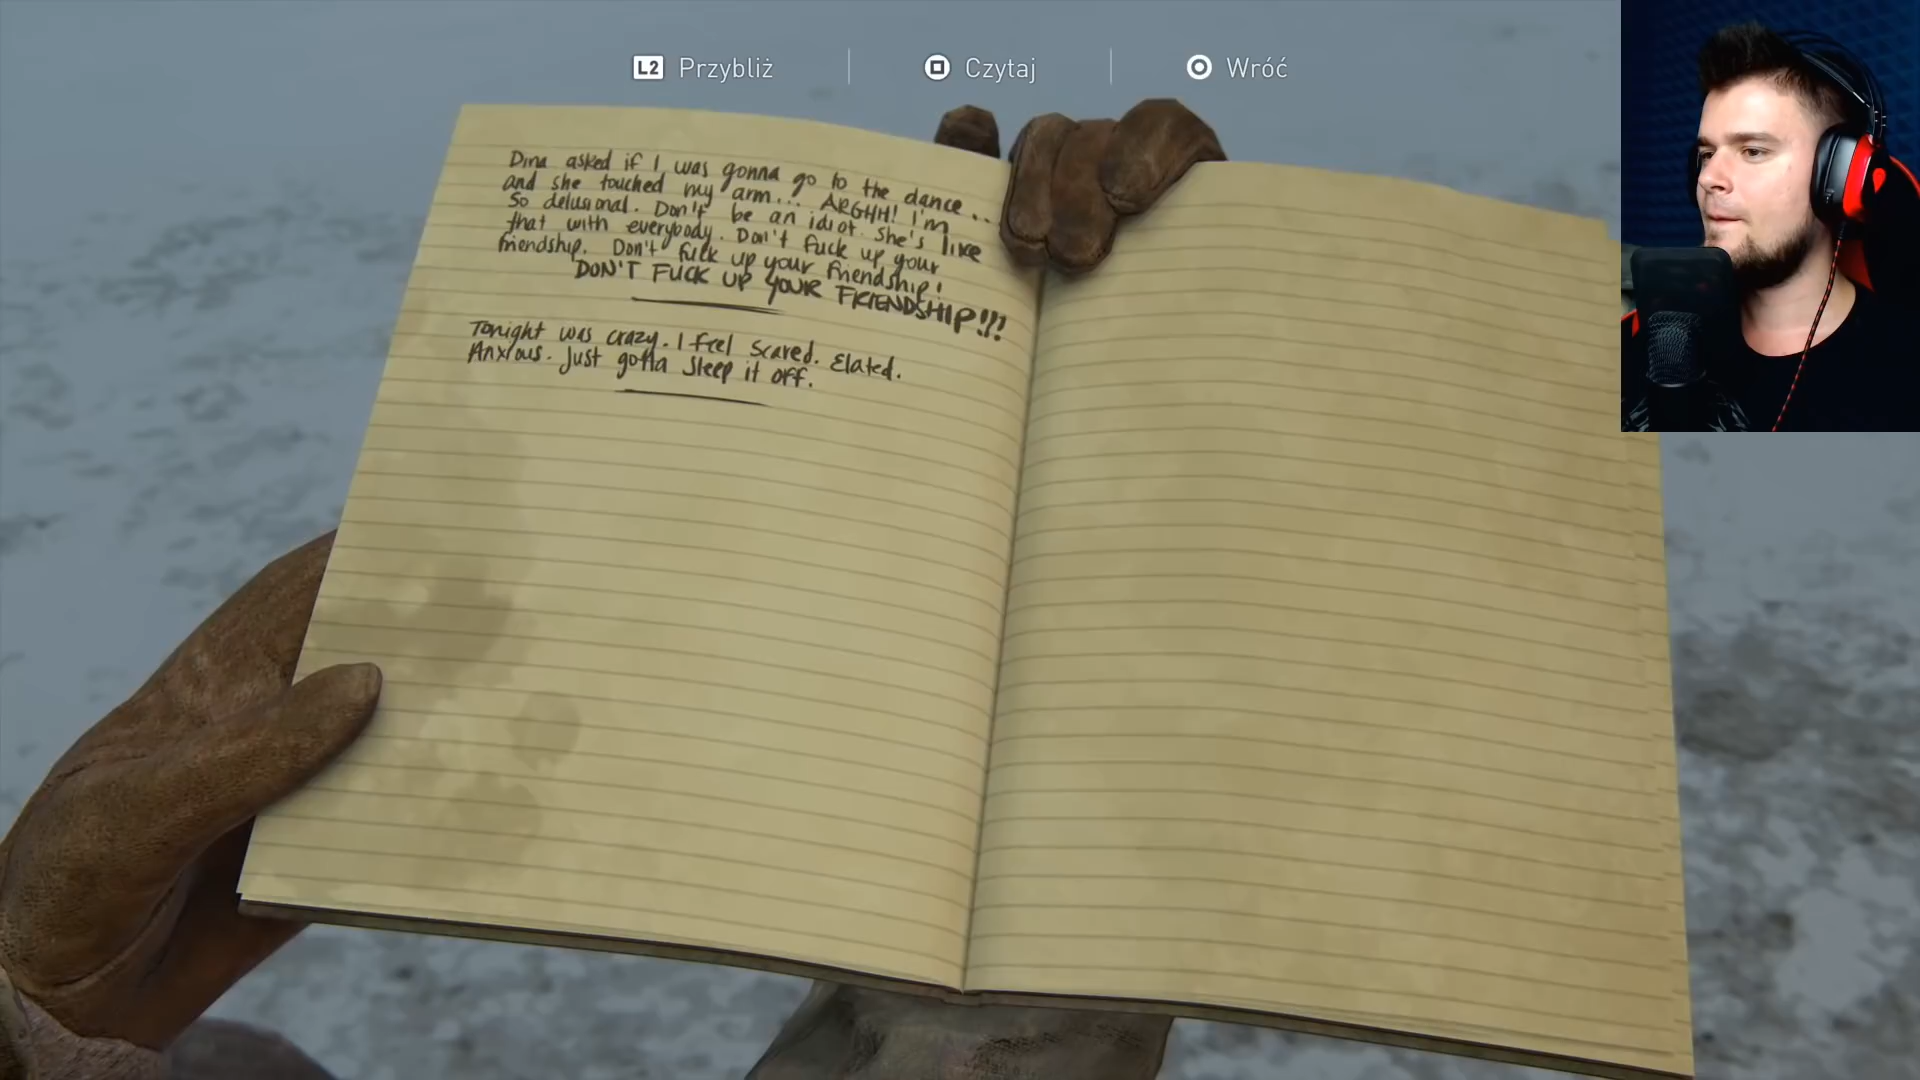 L2 Przybliż Czytaj Wróć
Dina asked if I was gonna go to the dance..
and she touched my arm... ARGHH! I'm
so delusional. Don't be an idiot. She's like
that with everybody. Don't fuck up your
friendship. Don't fuck up your friendship!
DON'T FUCK UP YOUR FRIENDSHIP!!!
Tonight was crazy. I feel scared. Elated.
Anxious. Just gotta sleep it off.